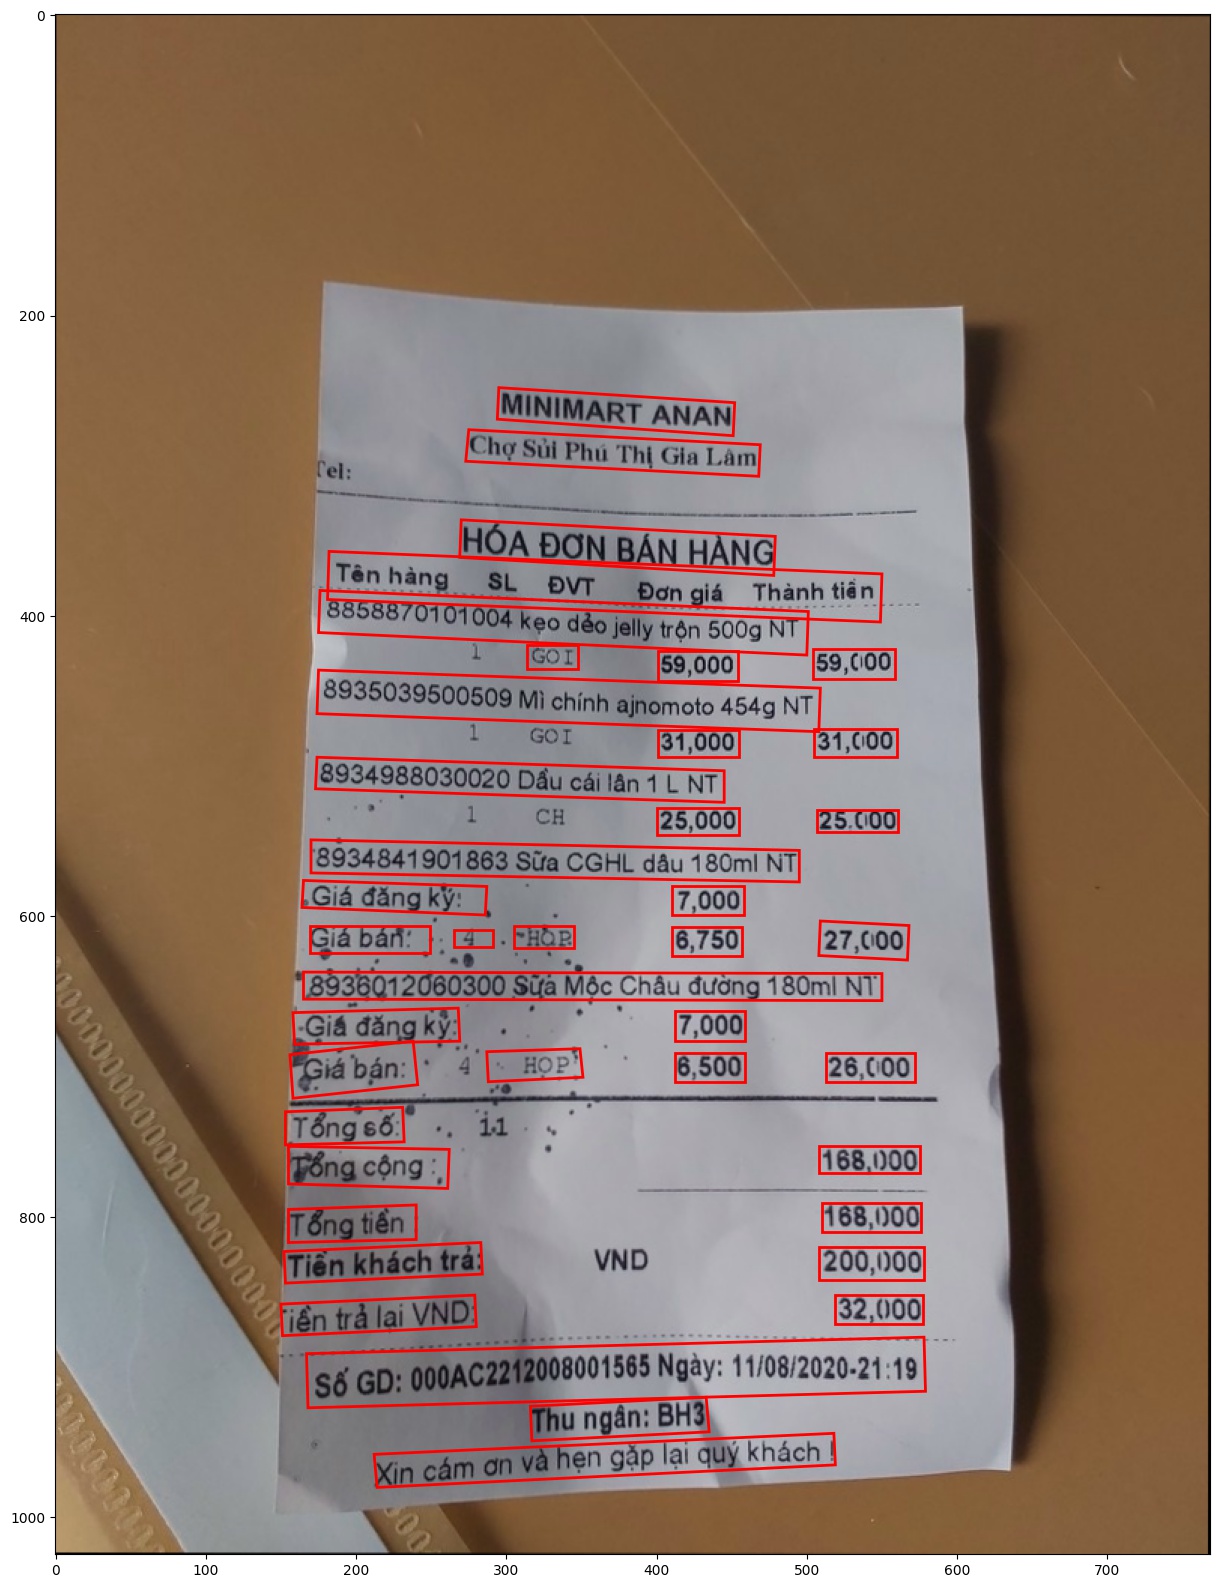 MINIMART ANAN
Chợ Sủi Phú Thị Gia Lâm
Tel:
HÓA ĐƠN BÁN HÀNG
Tên hàng SL ĐVT Đơn giá Thành tiền
8858870101004 kẹo dẻo jelly trộn 500g NT
1 GOI 59,000 59,000
8935039500509 Mì chính ajnomoto 454g NT
1 GOI 31,000 31,000
8934988030020 Dầu cái lân 1 L NT
1 CH 25,000 25.000
8934841901863 Sữa CGHL dâu 180ml NT
Giá đăng ký: 7,000
Giá bán: 4 HOP 6,750 27,000
8936012060300 Sữa Mộc Châu đường 180ml NT
Giá đăng ký: 7,000
Giá bán: 4 HOP 6,500 26,000
Tổng số: 11
Tổng cộng : 168,000
Tổng tiền 168,000
Tiền khách trả: VND 200,000
Tiền trả lại VND: 32,000
Số GD: 000AC2212008001565 Ngày: 11/08/2020-21:19
Thu ngân: BH3
Xin cám ơn và hẹn gặp lại quý khách !
0
200
400
600
800
1000
0 100 200 300 400 500 600 700